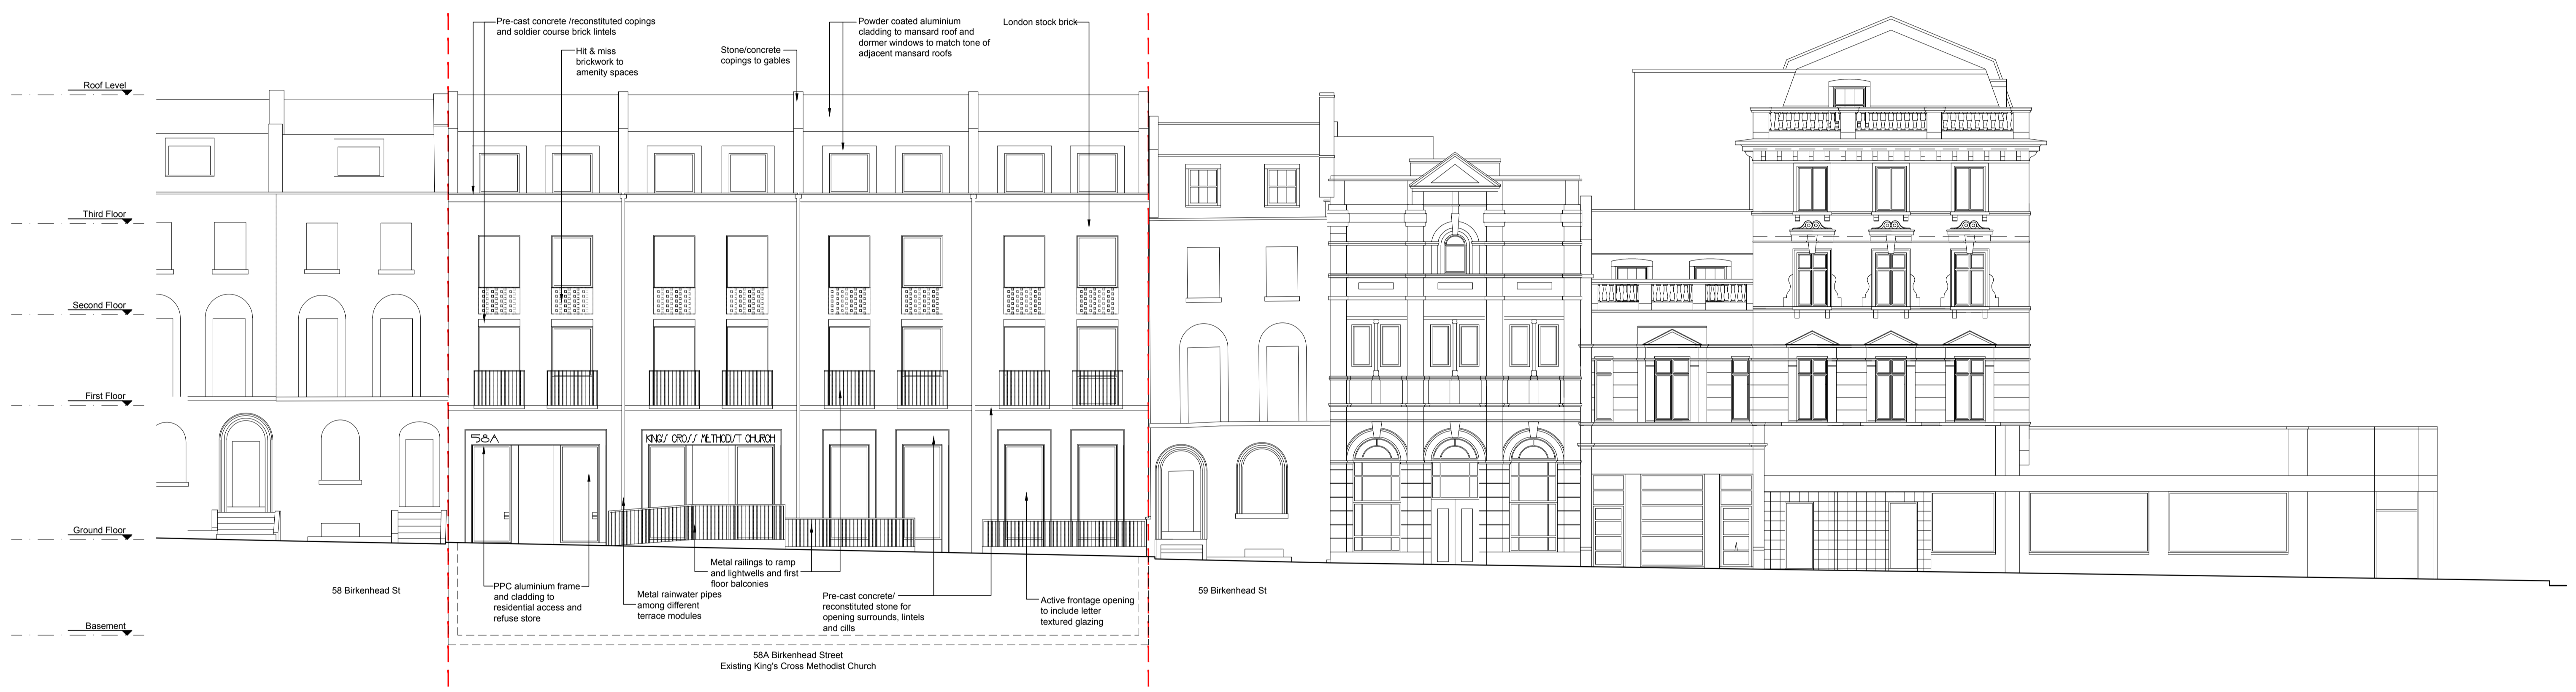 Pre-cast concrete /reconstituted copings
and soldier course brick lintels
Hit & miss
brickwork to
amenity spaces
Stone/concrete
copings to gables
Powder coated aluminium
cladding to mansard roof and
dormer windows to match tone of
adjacent mansard roofs
London stock brick
Roof Level
Third Floor
Second Floor
First Floor
Ground Floor
Basement
58A
KING'S CROSS METHODIST CHURCH
58 Birkenhead St
PPC aluminium frame
and cladding to
residential access and
refuse store
Metal rainwater pipes
among different
terrace modules
Metal railings to ramp
and lightwells and first
floor balconies
Pre-cast concrete/
reconstituted stone for
opening surrounds, lintels
and cills
Active frontage opening
to include letter
textured glazing
59 Birkenhead St
58A Birkenhead Street
Existing King's Cross Methodist Church